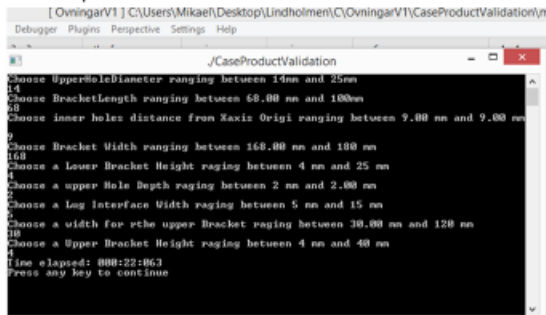 [ OvningarV1 ] C:\Users\Mikael\Desktop\Lindholmen\C\OvningarV1\CaseProductValidation\m
Debugger Plugins Perspective Settings Help
./CaseProductValidation
Choose UpperHoleDiameter ranging between 14mm and 25mm
14
Choose BracketLength ranging between 68.00 mm and 100mm
68
Choose inner holes distance from Xaxis Origi ranging between 9.00 mm and 9.00 mm
9
Choose Bracket Width ranging between 168.00 mm and 180 mm
168
Choose a Lower Bracket Height raging between 4 mm and 25 mm
4
Choose a upper Hole Depth raging between 2 mm and 2.00 mm
2
Choose a Lug Interface Width raging between 5 mm and 15 mm
5
Choose a width for rthe upper Bracket raging between 30.00 mm and 120 mm
30
Choose a Upper Bracket Height raging between 4 mm and 40 mm
4
Time elapsed: 000:22:063
Press any key to continue